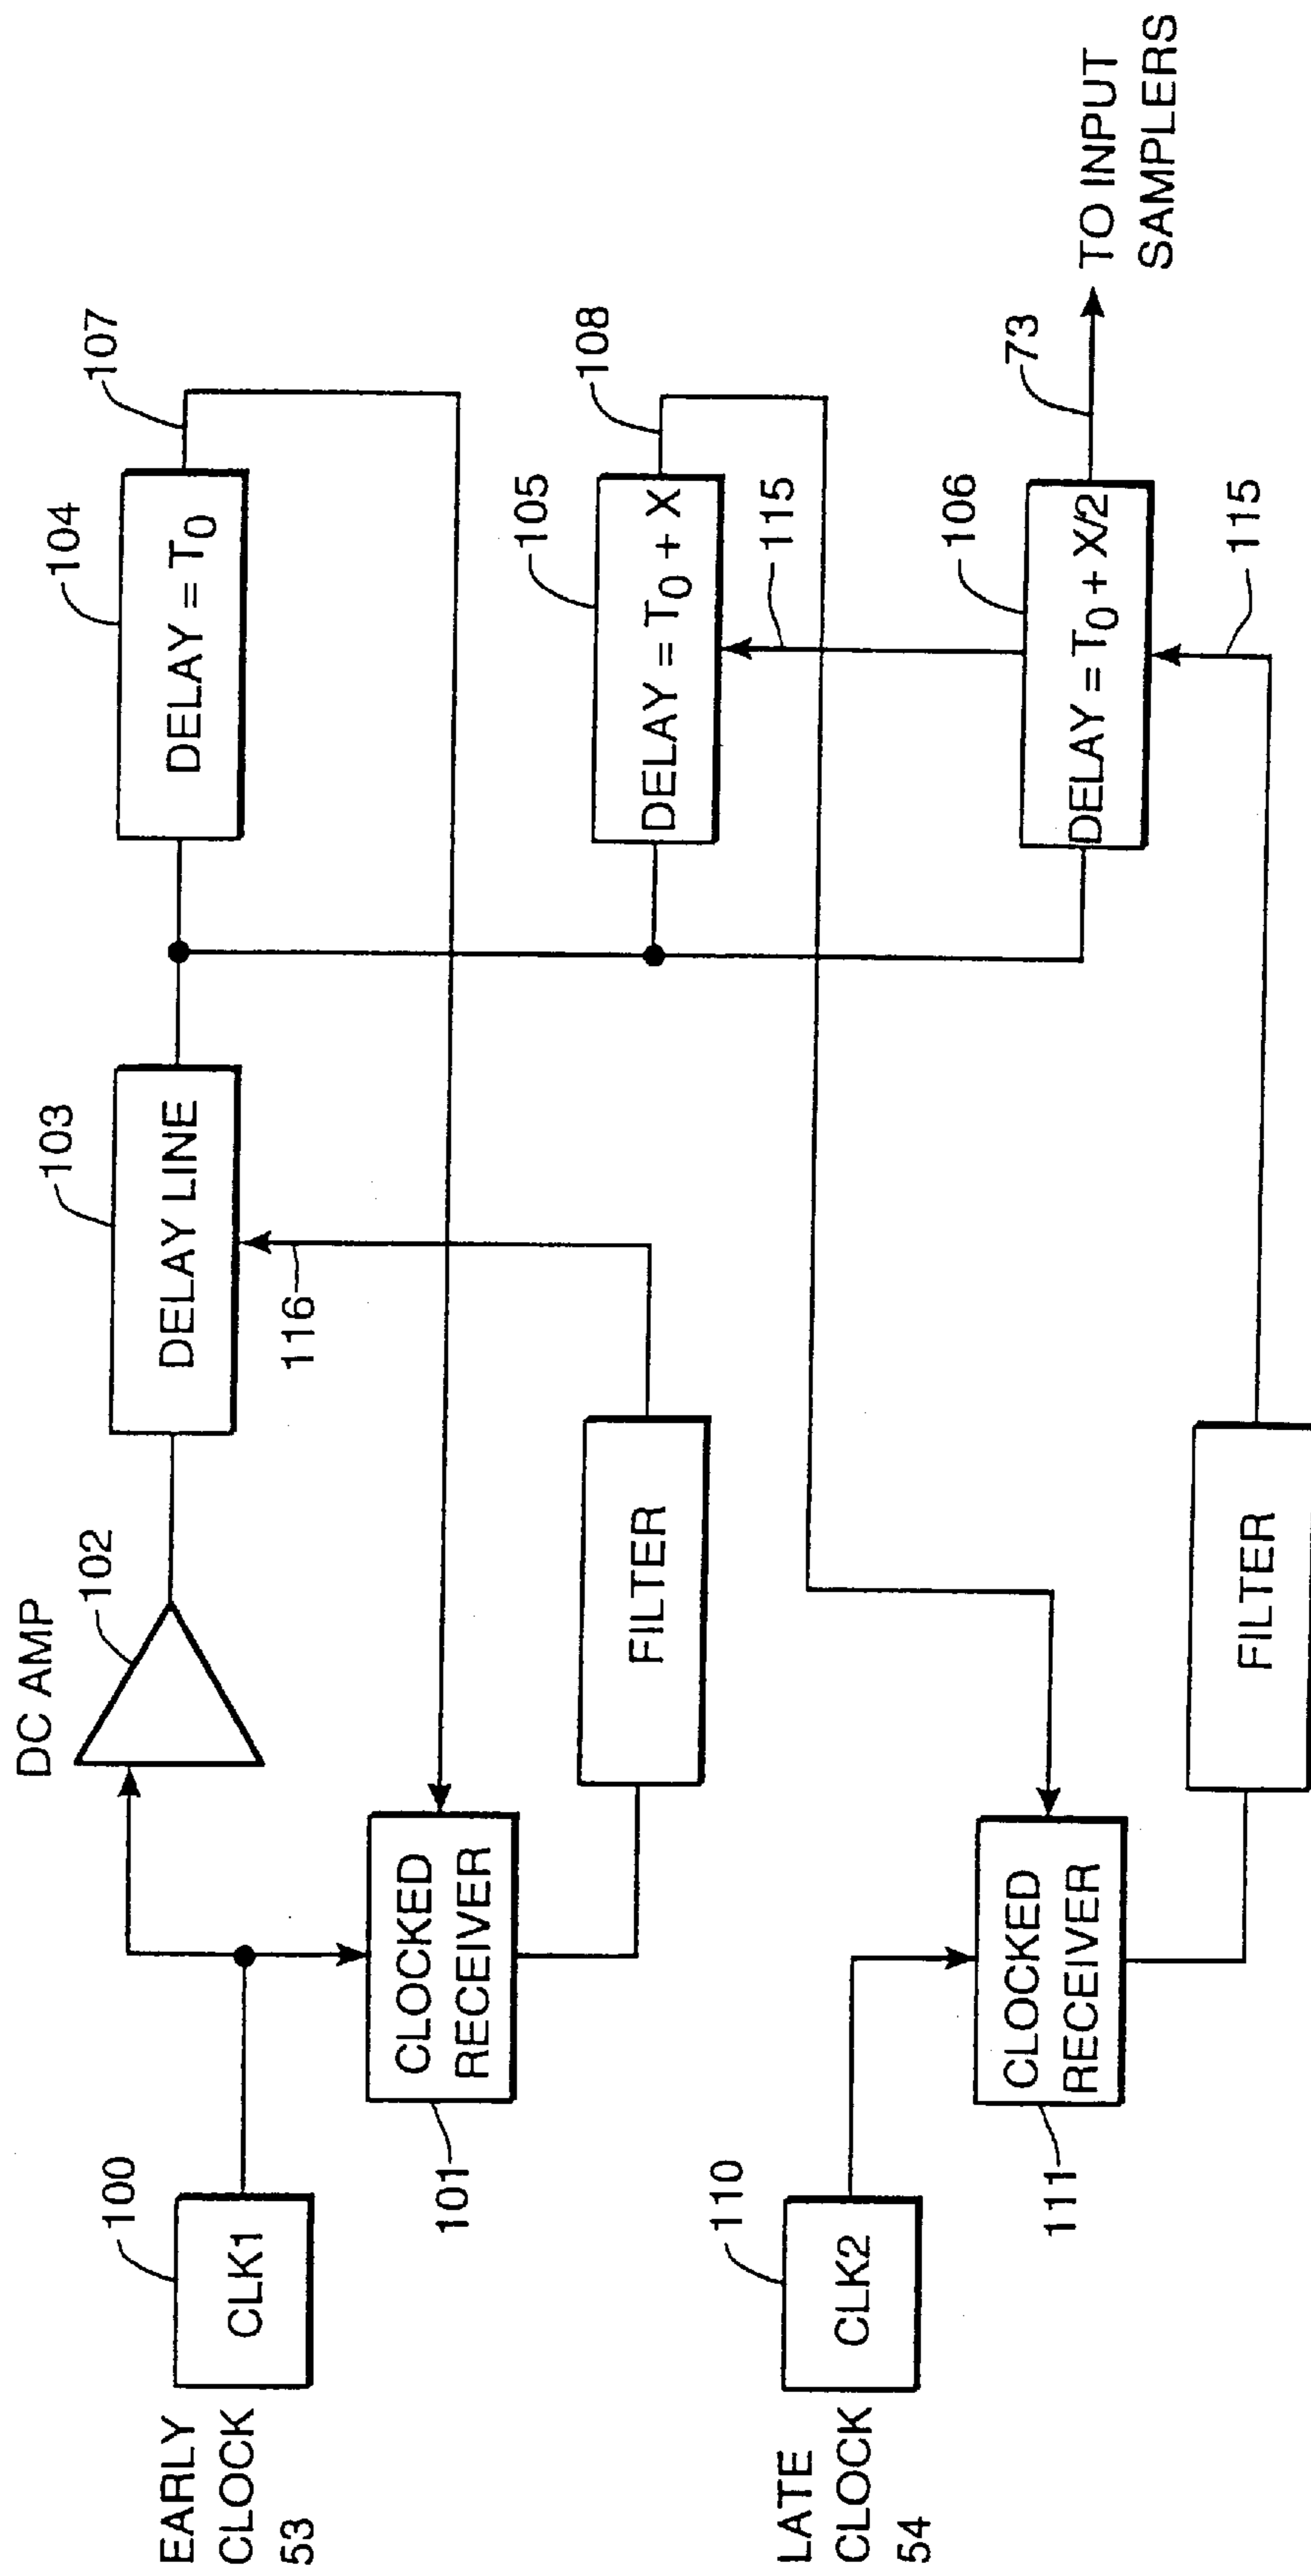 DC AMP
102
103
DELAY LINE
104
DELAY = T₀
107
EARLY
CLOCK
53
100
CLK1
101
CLOCKED
RECEIVER
FILTER
116
105
DELAY = T₀ + X
108
115
LATE
CLOCK
54
110
CLK2
111
CLOCKED
RECEIVER
FILTER
106
DELAY = T₀ + X/2
115
73
TO INPUT
SAMPLERS